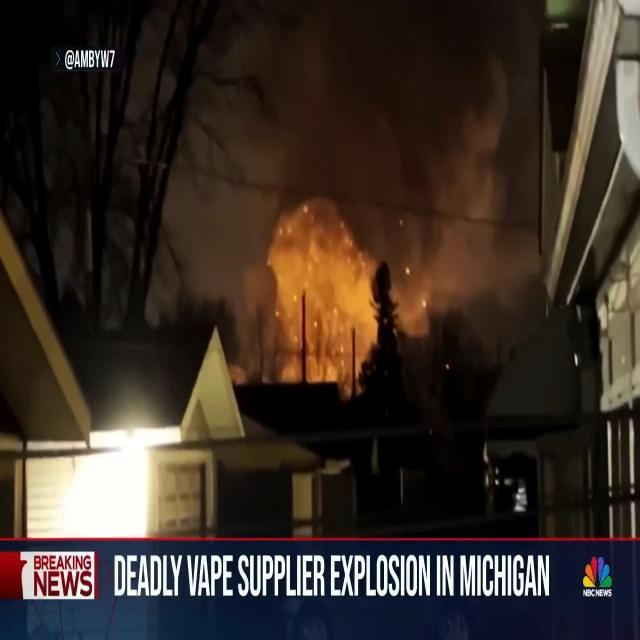 @AMBYW7
BREAKING
NEWS
DEADLY VAPE SUPPLIER EXPLOSION IN MICHIGAN
NBC NEWS